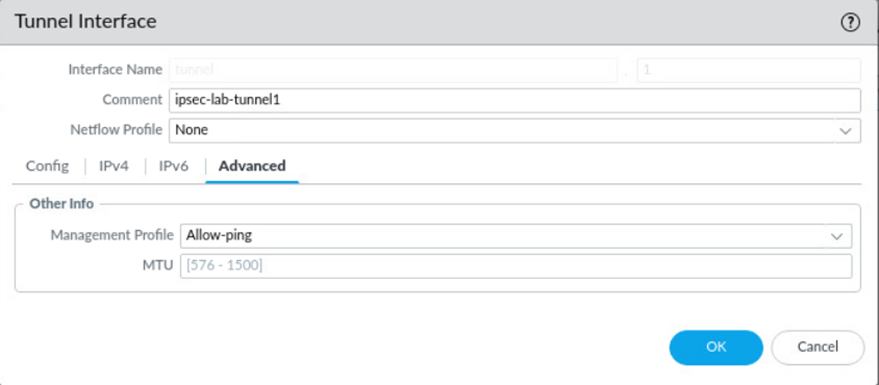 Tunnel Interface ?
Interface Name tunnel . 1
Comment ipsec-lab-tunnel1
Netflow Profile None
Config | IPv4 | IPv6 | Advanced
Other Info
Management Profile Allow-ping
MTU [576 - 1500]
OK Cancel